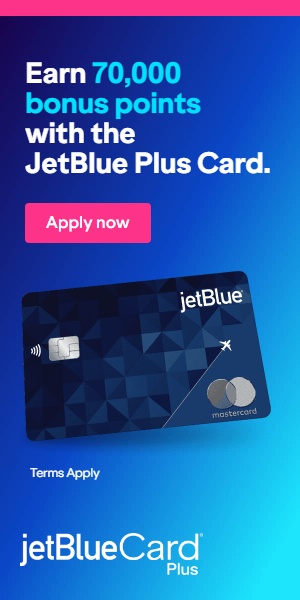 Earn 70,000
bonus points
with the
JetBlue Plus Card.
Apply now
jetBlue®
mastercard
Terms Apply
jetBlueCard®
Plus